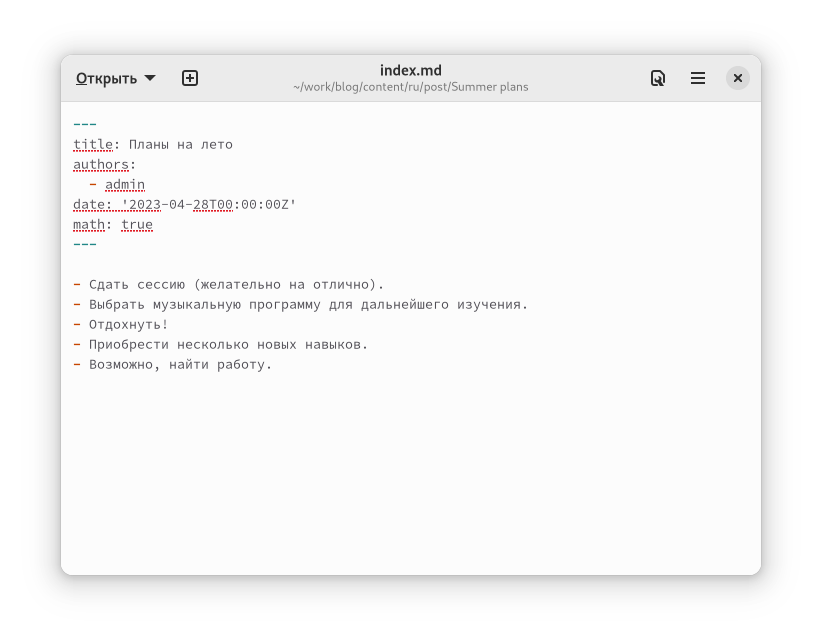 Открыть
index.md
~/work/blog/content/ru/post/Summer plans
---
title: Планы на лето
authors:
  - admin
date: '2023-04-28T00:00:00Z'
math: true
---
- Сдать сессию (желательно на отлично).
- Выбрать музыкальную программу для дальнейшего изучения.
- Отдохнуть!
- Приобрести несколько новых навыков.
- Возможно, найти работу.